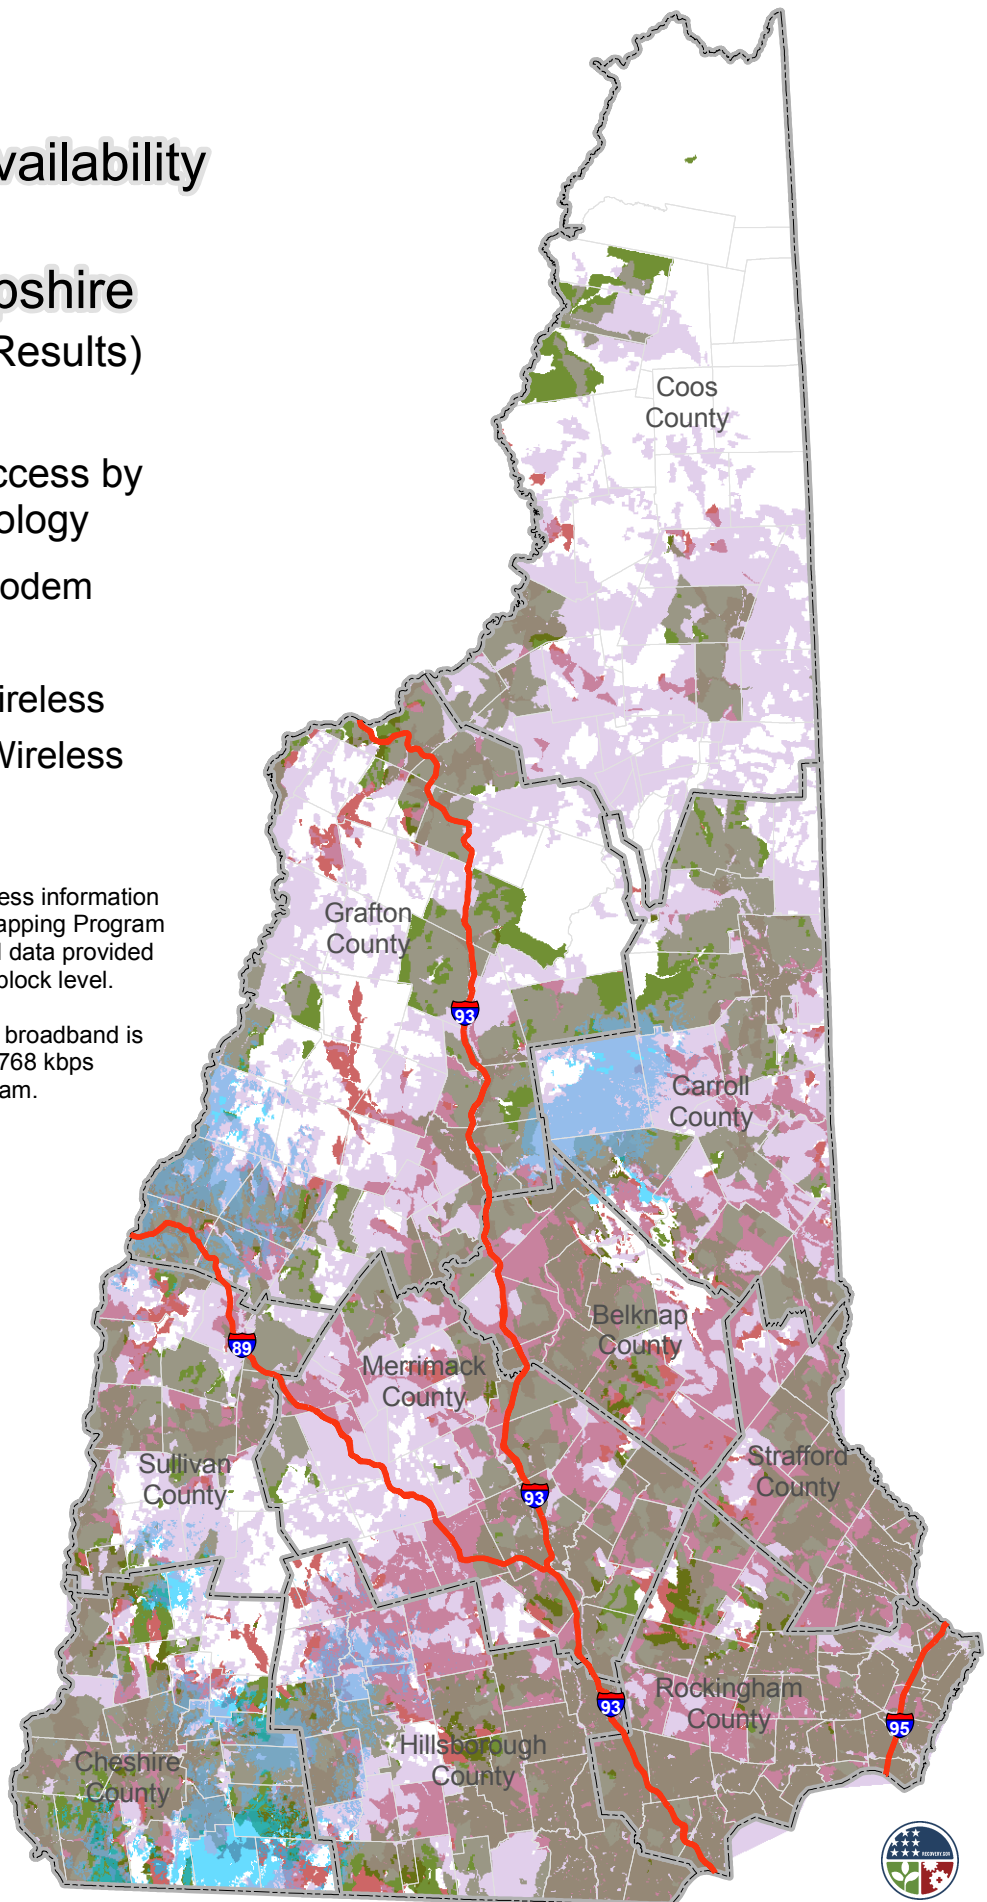 vailability
pshire
Results)
ccess by
ology
odem
ireless
Wireless
ess information
apping Program
l data provided
block level.
broadband is
768 kbps
am.
Coos
County
Grafton
County
93
Carroll
County
Belknap
County
89
Merrimack
County
Strafford
County
Sullivan
County
93
Rockingham
County
93
95
Hillsborough
County
Cheshire
County
RECOVERY.GOV